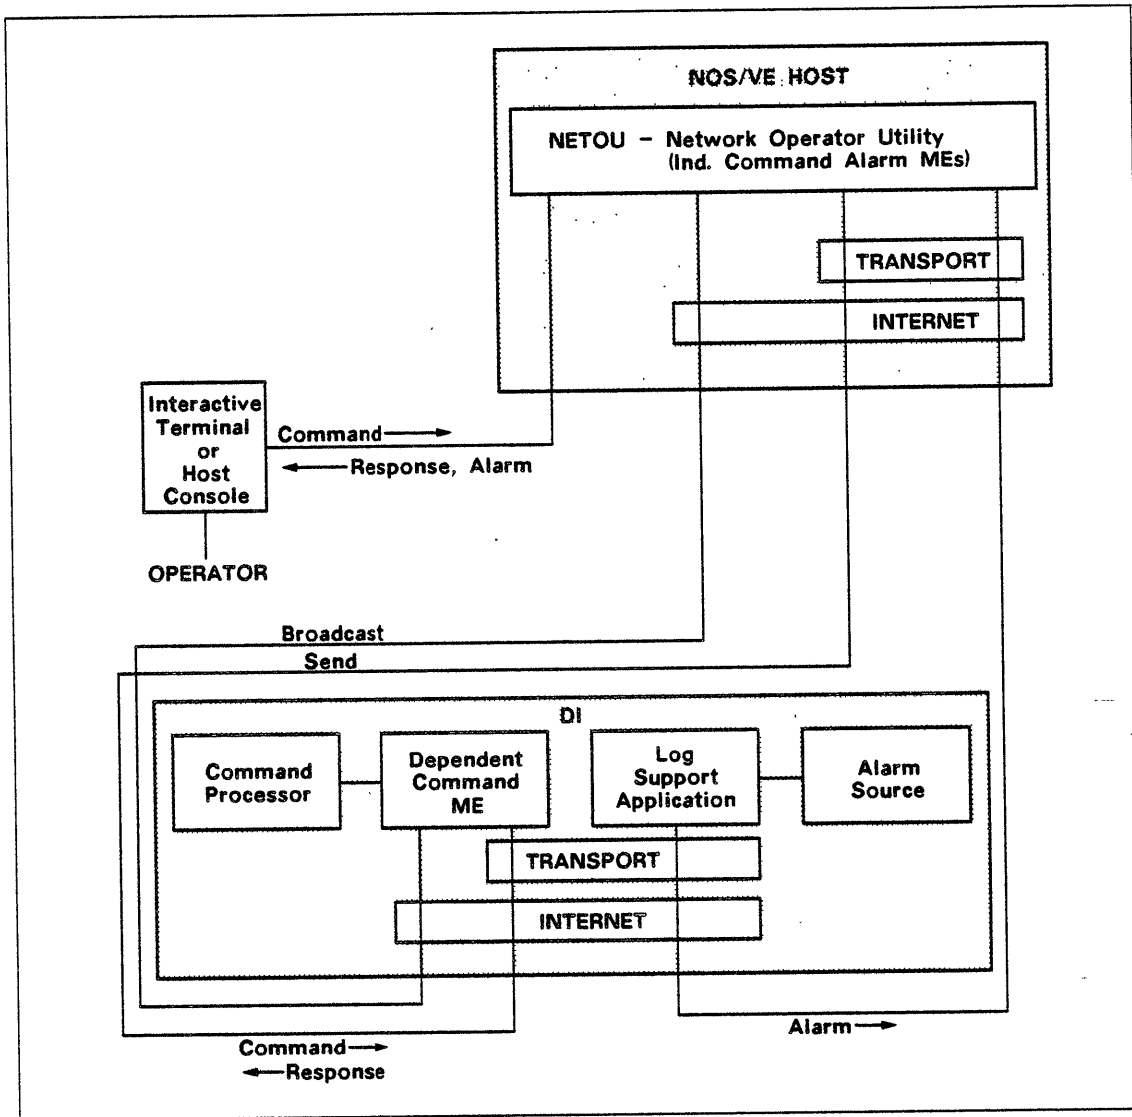 NOS/VE HOST
NETOU - Network Operator Utility
(Ind. Command Alarm MEs)
TRANSPORT
INTERNET
Interactive
Terminal
or
Host
Console
Command
Response, Alarm
OPERATOR
Broadcast
Send
DI
Command
Processor
Dependent
Command
ME
Log
Support
Application
Alarm
Source
TRANSPORT
INTERNET
Alarm
Command
Response